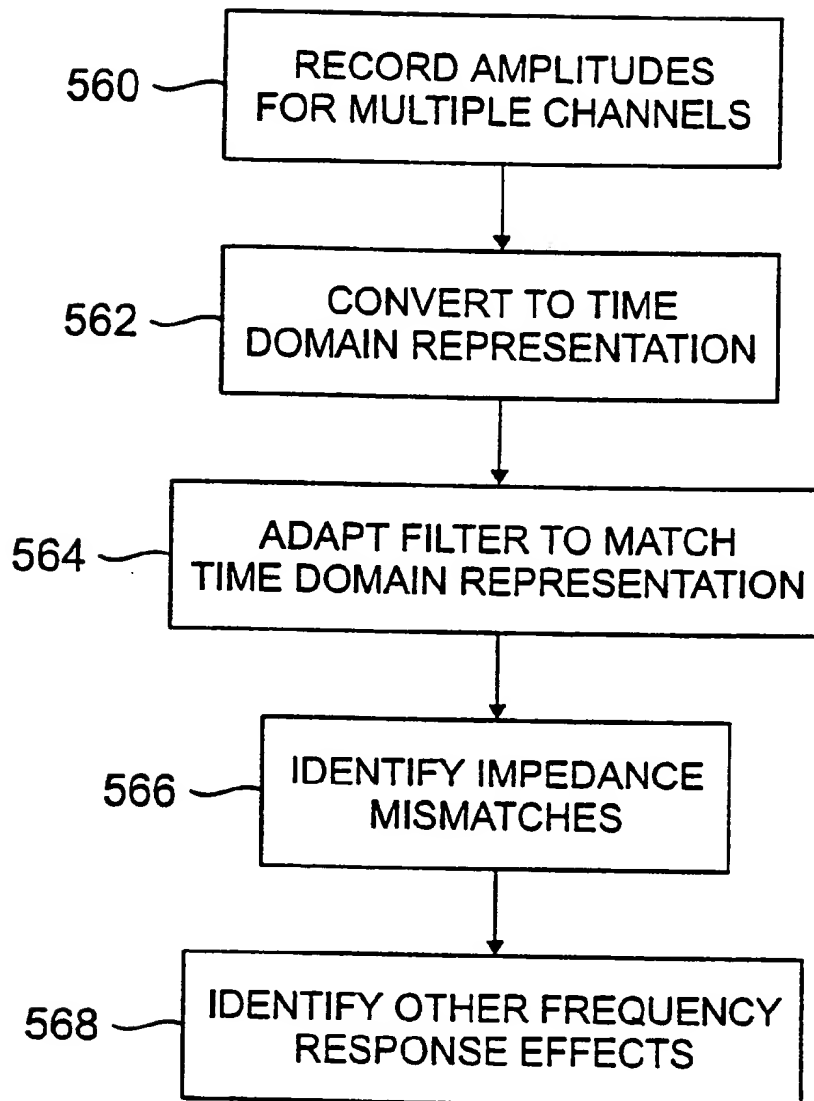 560
RECORD AMPLITUDES
FOR MULTIPLE CHANNELS
562
CONVERT TO TIME
DOMAIN REPRESENTATION
564
ADAPT FILTER TO MATCH
TIME DOMAIN REPRESENTATION
566
IDENTIFY IMPEDANCE
MISMATCHES
568
IDENTIFY OTHER FREQUENCY
RESPONSE EFFECTS